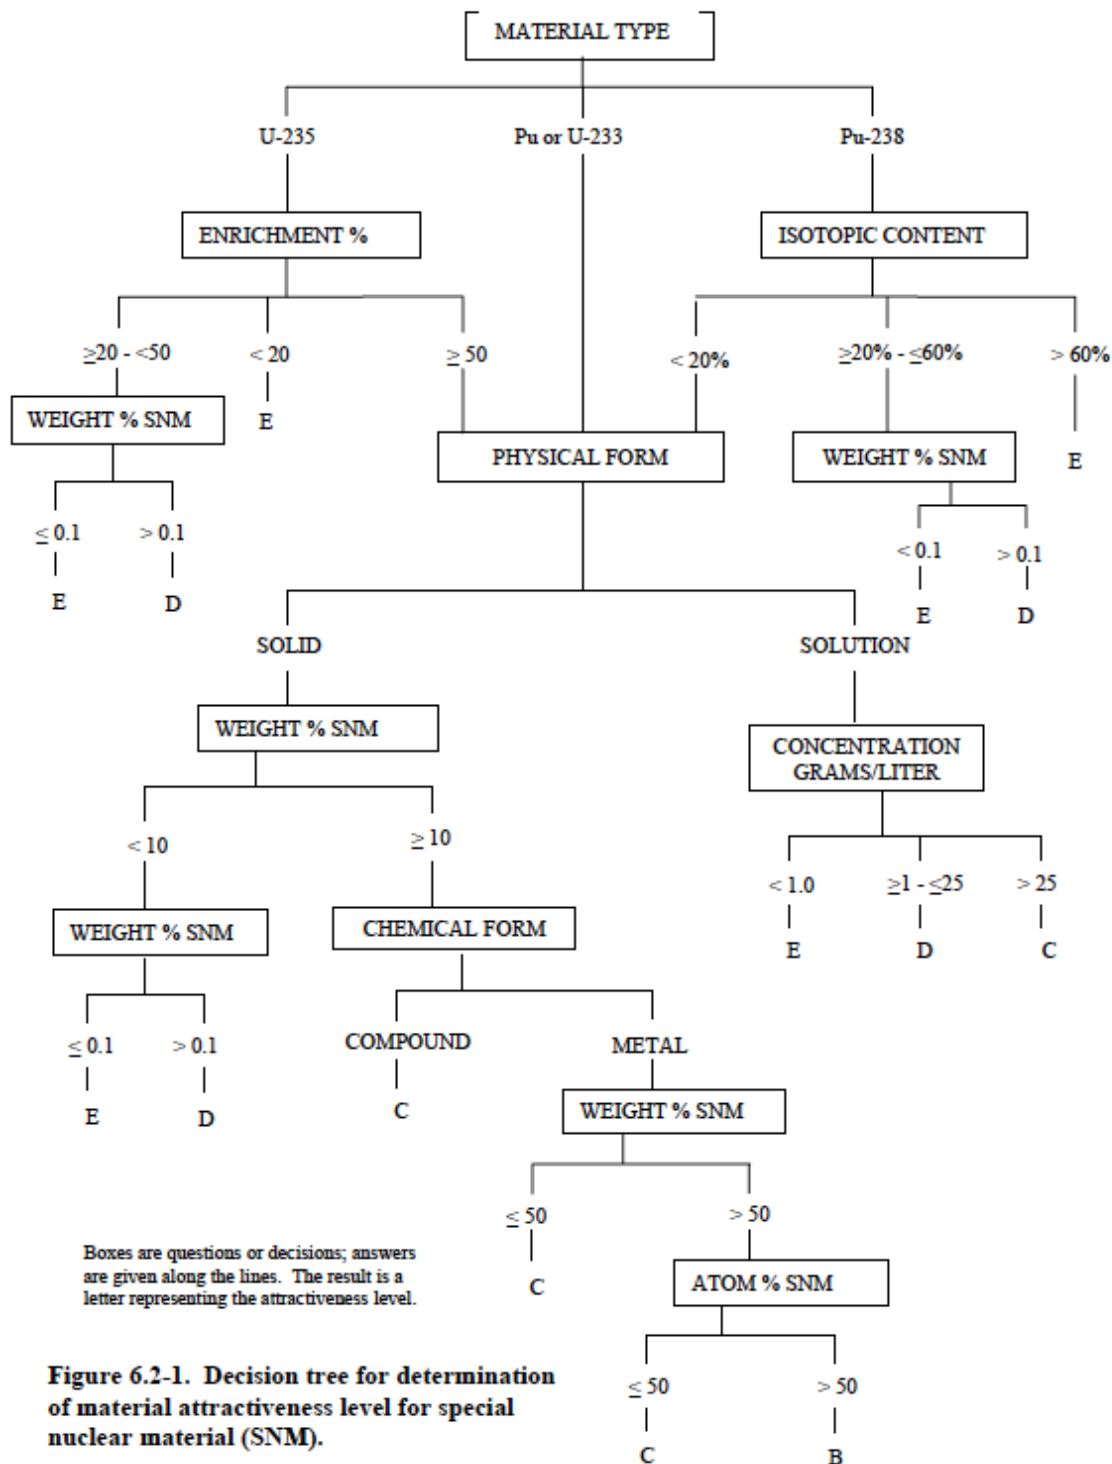 MATERIAL TYPE
U-235
Pu or U-233
Pu-238
ENRICHMENT %
ISOTOPIC CONTENT
≥20 - <50
< 20
≥ 50
< 20%
≥20% - ≤60%
> 60%
WEIGHT % SNM
E
PHYSICAL FORM
WEIGHT % SNM
E
≤ 0.1
> 0.1
< 0.1
> 0.1
E
D
E
D
SOLID
SOLUTION
WEIGHT % SNM
CONCENTRATION
GRAMS/LITER
< 10
≥ 10
< 1.0
≥1 - ≤25
> 25
WEIGHT % SNM
CHEMICAL FORM
E
D
C
≤ 0.1
> 0.1
COMPOUND
METAL
E
D
C
WEIGHT % SNM
≤ 50
> 50
Boxes are questions or decisions; answers
are given along the lines. The result is a
letter representing the attractiveness level.
C
ATOM % SNM
Figure 6.2-1. Decision tree for determination
of material attractiveness level for special
nuclear material (SNM).
≤ 50
> 50
C
B